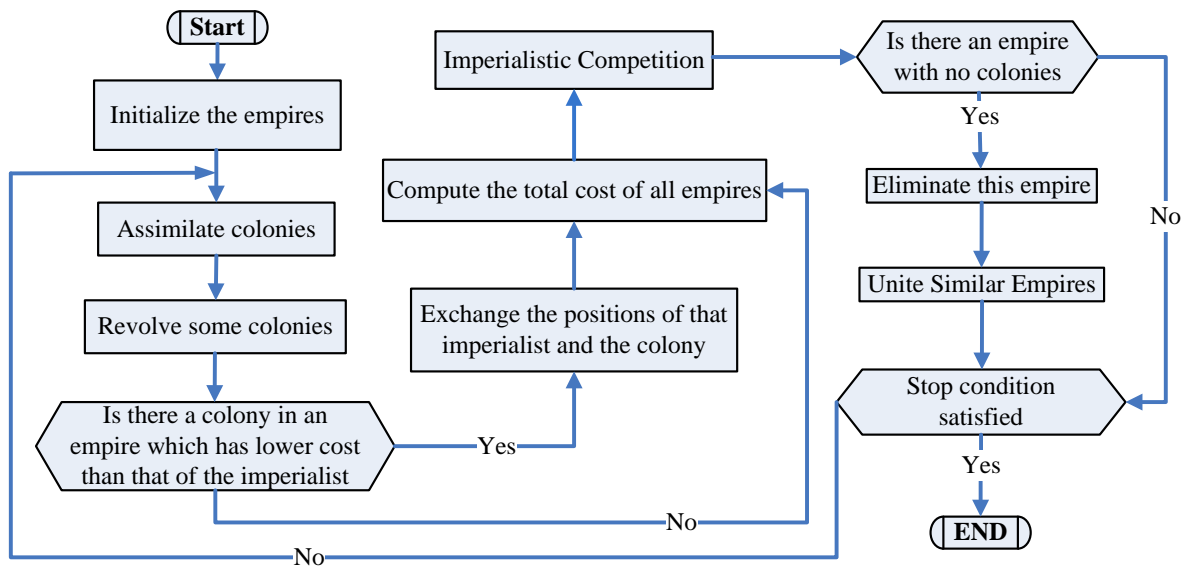 Start
Initialize the empires
Assimilate colonies
Revolve some colonies
Is there a colony in an
empire which has lower cost
than that of the imperialist
Yes
No
Exchange the positions of that
imperialist and the colony
Compute the total cost of all empires
Imperialistic Competition
Is there an empire
with no colonies
Yes
No
Eliminate this empire
Unite Similar Empires
Stop condition
satisfied
Yes
No
END